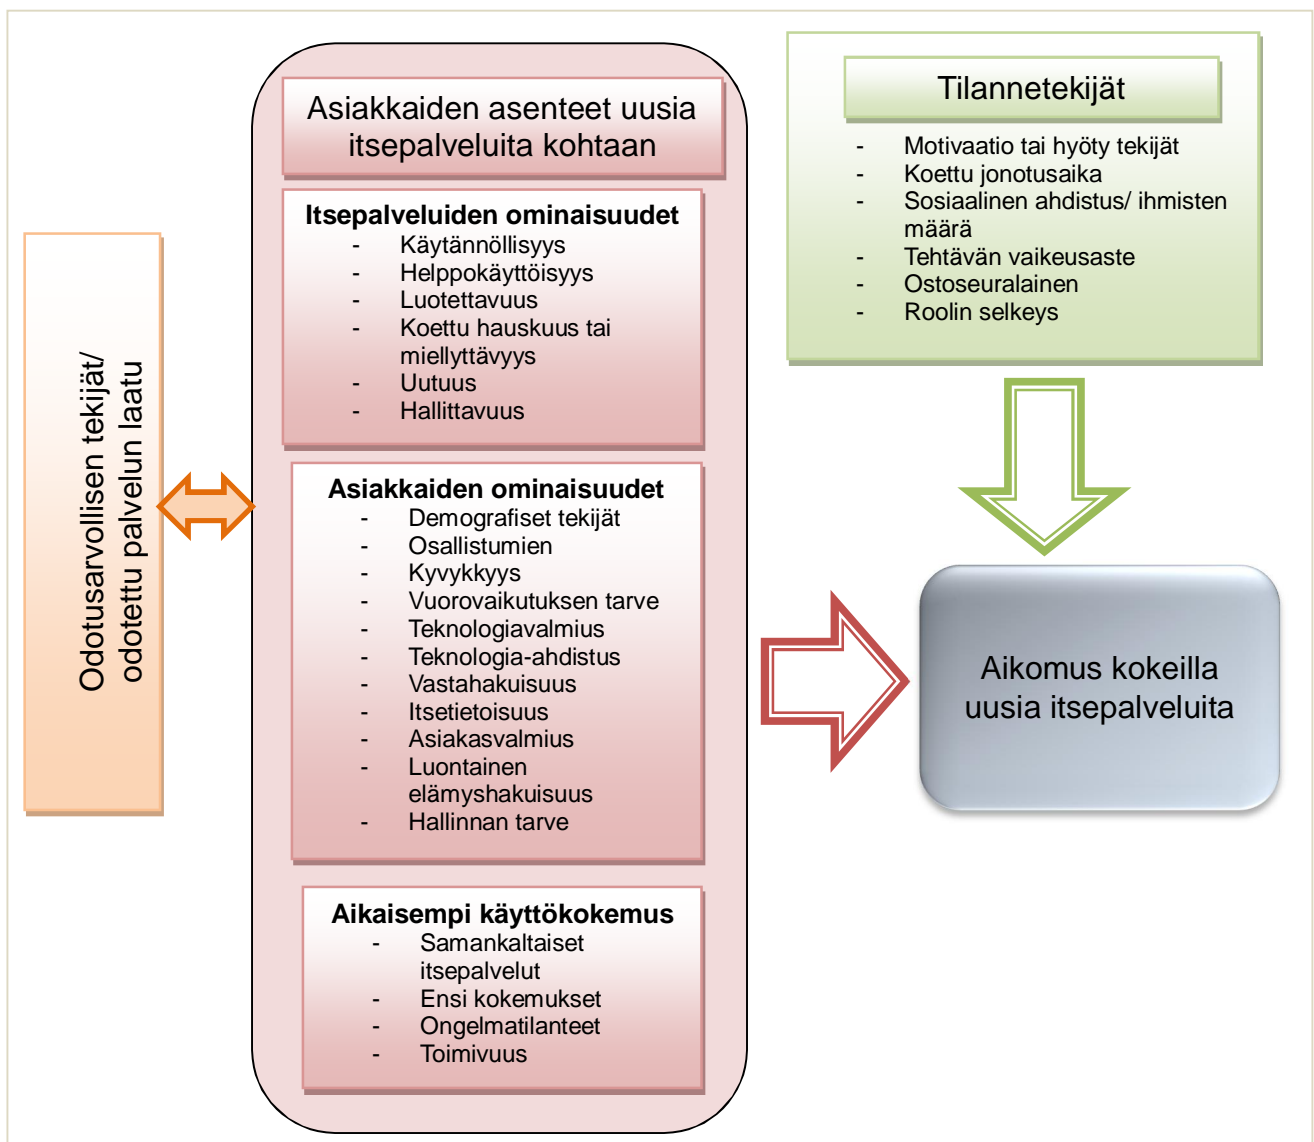 Odotusarvollisen tekijät/
odotettu palvelun laatu
Asiakkaiden asenteet uusia
itsepalveluita kohtaan
Itsepalveluiden ominaisuudet
- Käytännöllisyys
- Helppokäyttöisyys
- Luotettavuus
- Koettu hauskuus tai
miellyttävyys
- Uutuus
- Hallittavuus
Asiakkaiden ominaisuudet
- Demografiset tekijät
- Osallistumien
- Kyvykkyys
- Vuorovaikutuksen tarve
- Teknologiavalmius
- Teknologia-ahdistus
- Vastahakuisuus
- Itsetietoisuus
- Asiakasvalmius
- Luontainen
elämyshakuisuus
- Hallinnan tarve
Aikaisempi käyttökokemus
- Samankaltaiset
itsepalvelut
- Ensi kokemukset
- Ongelmatilanteet
- Toimivuus
Tilannetekijät
- Motivaatio tai hyöty tekijät
- Koettu jonotusaika
- Sosiaalinen ahdistus/ ihmisten
määrä
- Tehtävän vaikeusaste
- Ostoseuralainen
- Roolin selkeys
Aikomus kokeilla
uusia itsepalveluita